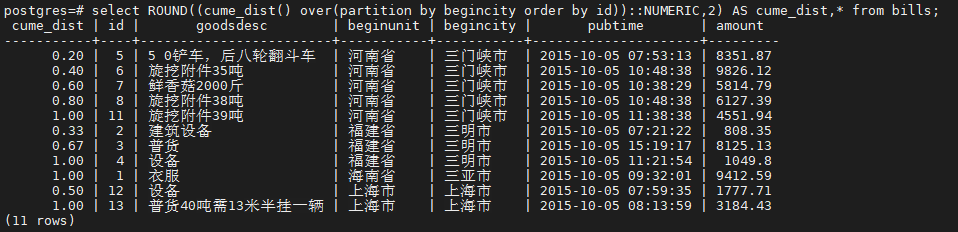 postgres=# select ROUND((cume_dist() over(partition by begincity order by id))::NUMERIC,2) AS cume_dist,* from bills;
 cume_dist | id |      goodsdesc       | beginunit | begincity |       pubtime       | amount
-----------+----+----------------------+-----------+-----------+---------------------+---------
      0.20 |  5 | 5 0铲车，后八轮翻斗车 | 河南省 | 三门峡市 | 2015-10-05 07:53:13 | 8351.87
      0.40 |  6 | 旋挖附件35吨 | 河南省 | 三门峡市 | 2015-10-05 10:48:38 | 9826.12
      0.60 |  7 | 鲜香菇2000斤 | 河南省 | 三门峡市 | 2015-10-05 10:38:29 | 5814.79
      0.80 |  8 | 旋挖附件38吨 | 河南省 | 三门峡市 | 2015-10-05 10:48:38 | 6127.39
      1.00 | 11 | 旋挖附件39吨 | 河南省 | 三门峡市 | 2015-10-05 11:38:38 | 4551.94
      0.33 |  2 | 建筑设备 | 福建省 | 三明市 | 2015-10-05 07:21:22 |  808.35
      0.67 |  3 | 普货 | 福建省 | 三明市 | 2015-10-05 15:19:17 | 8125.13
      1.00 |  4 | 设备 | 福建省 | 三明市 | 2015-10-05 11:21:54 |  1049.8
      1.00 |  1 | 衣服 | 海南省 | 三亚市 | 2015-10-05 09:32:01 | 9412.59
      0.50 | 12 | 设备 | 上海市 | 上海市 | 2015-10-05 07:59:35 | 1777.71
      1.00 | 13 | 普货40吨需13米半挂一辆 | 上海市 | 上海市 | 2015-10-05 08:13:59 | 3184.43
(11 rows)